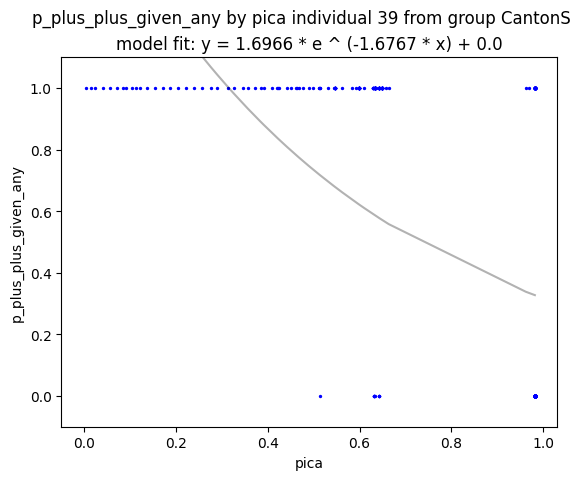 p_plus_plus_given_any by pica individual 39 from group CantonS
model fit: y = 1.6966 * e ^ (-1.6767 * x) + 0.0
1.0
0.8
0.6
0.4
0.2
0.0
p_plus_plus_given_any
0.0 0.2 0.4 0.6 0.8 1.0
pica